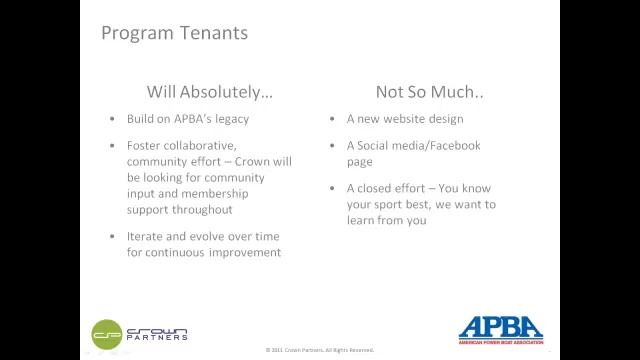 Program Tenants
Will Absolutely…
• Build on APBA's legacy
• Foster collaborative,
community effort – Crown will
be looking for community
input and membership
support throughout
• Iterate and evolve over time
for continuous improvement
Not So Much..
• A new website design
• A Social media/Facebook
page
• A closed effort – You know
your sport best, we want to
learn from you
CP crown
PARTNERS
© 2011 Crown Partners. All Rights Reserved.
APBA
AMERICAN POWER BOAT ASSOCIATION